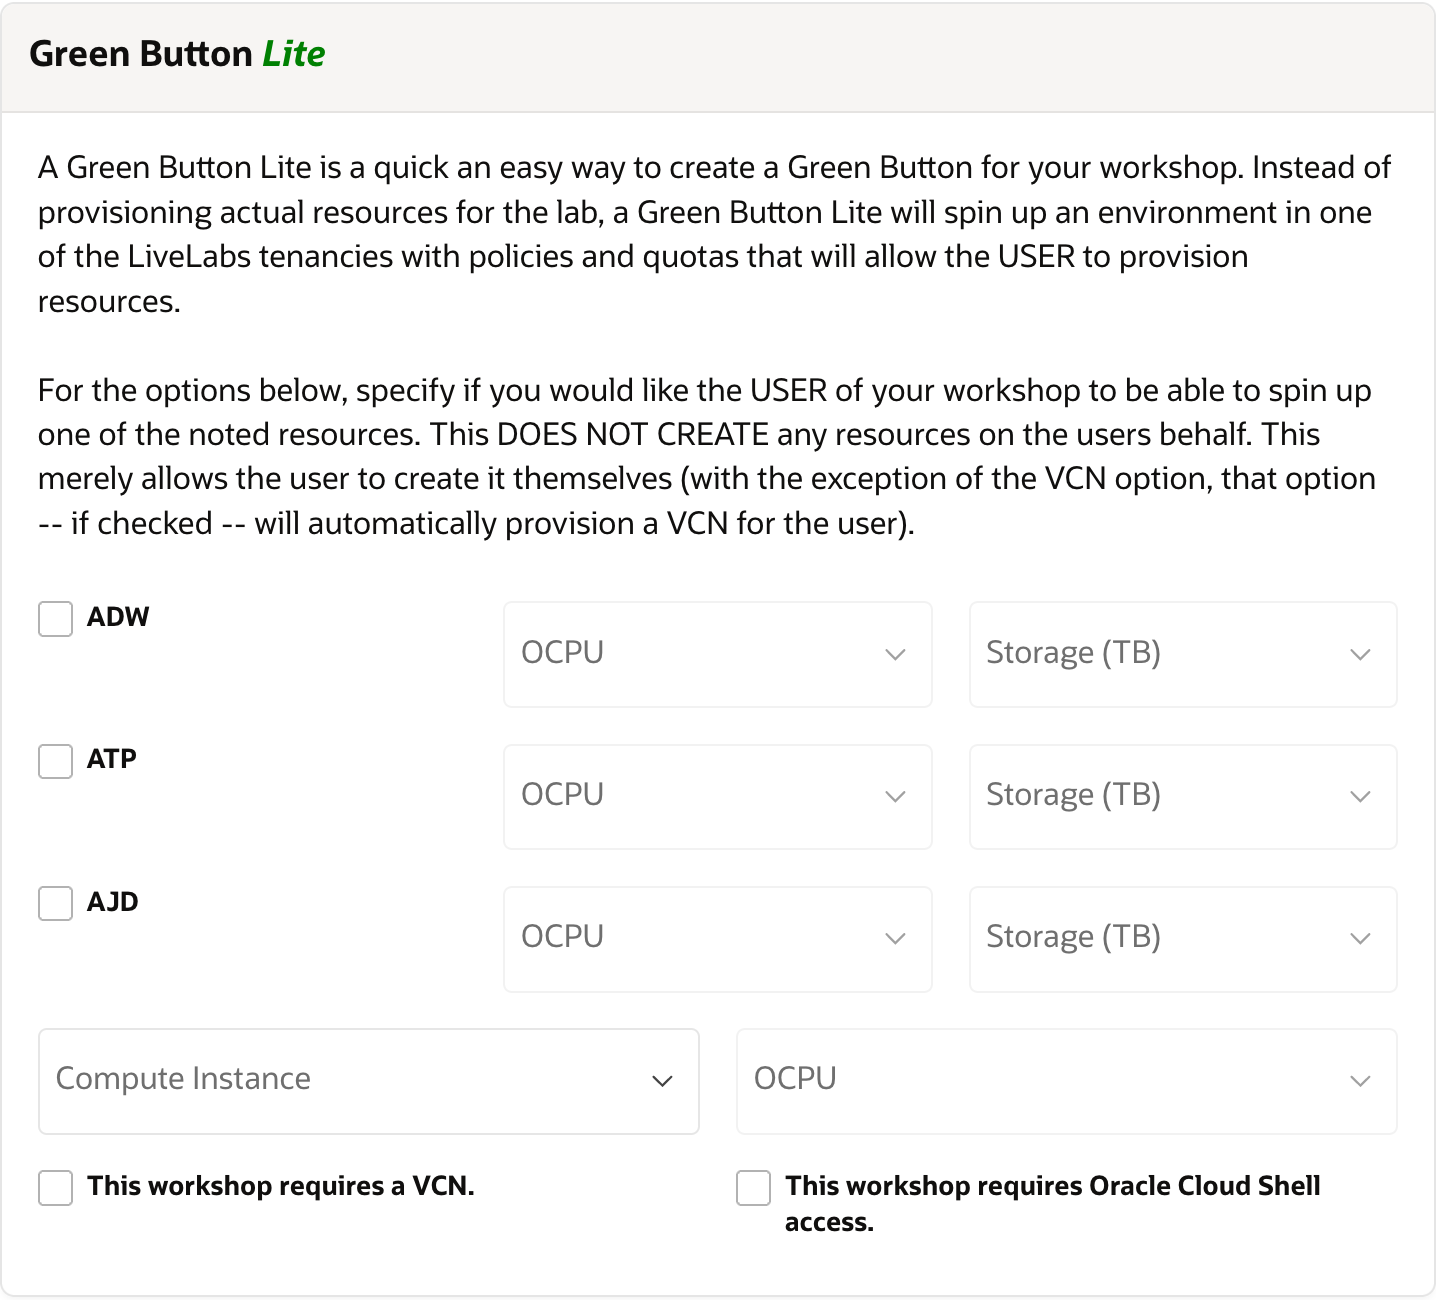 Green Button Lite
A Green Button Lite is a quick an easy way to create a Green Button for your workshop. Instead of
provisioning actual resources for the lab, a Green Button Lite will spin up an environment in one
of the LiveLabs tenancies with policies and quotas that will allow the USER to provision
resources.
For the options below, specify if you would like the USER of your workshop to be able to spin up
one of the noted resources. This DOES NOT CREATE any resources on the users behalf. This
merely allows the user to create it themselves (with the exception of the VCN option, that option
-- if checked -- will automatically provision a VCN for the user).
ADW OCPU Storage (TB)
ATP OCPU Storage (TB)
AJD OCPU Storage (TB)
Compute Instance OCPU
This workshop requires a VCN. This workshop requires Oracle Cloud Shell
access.